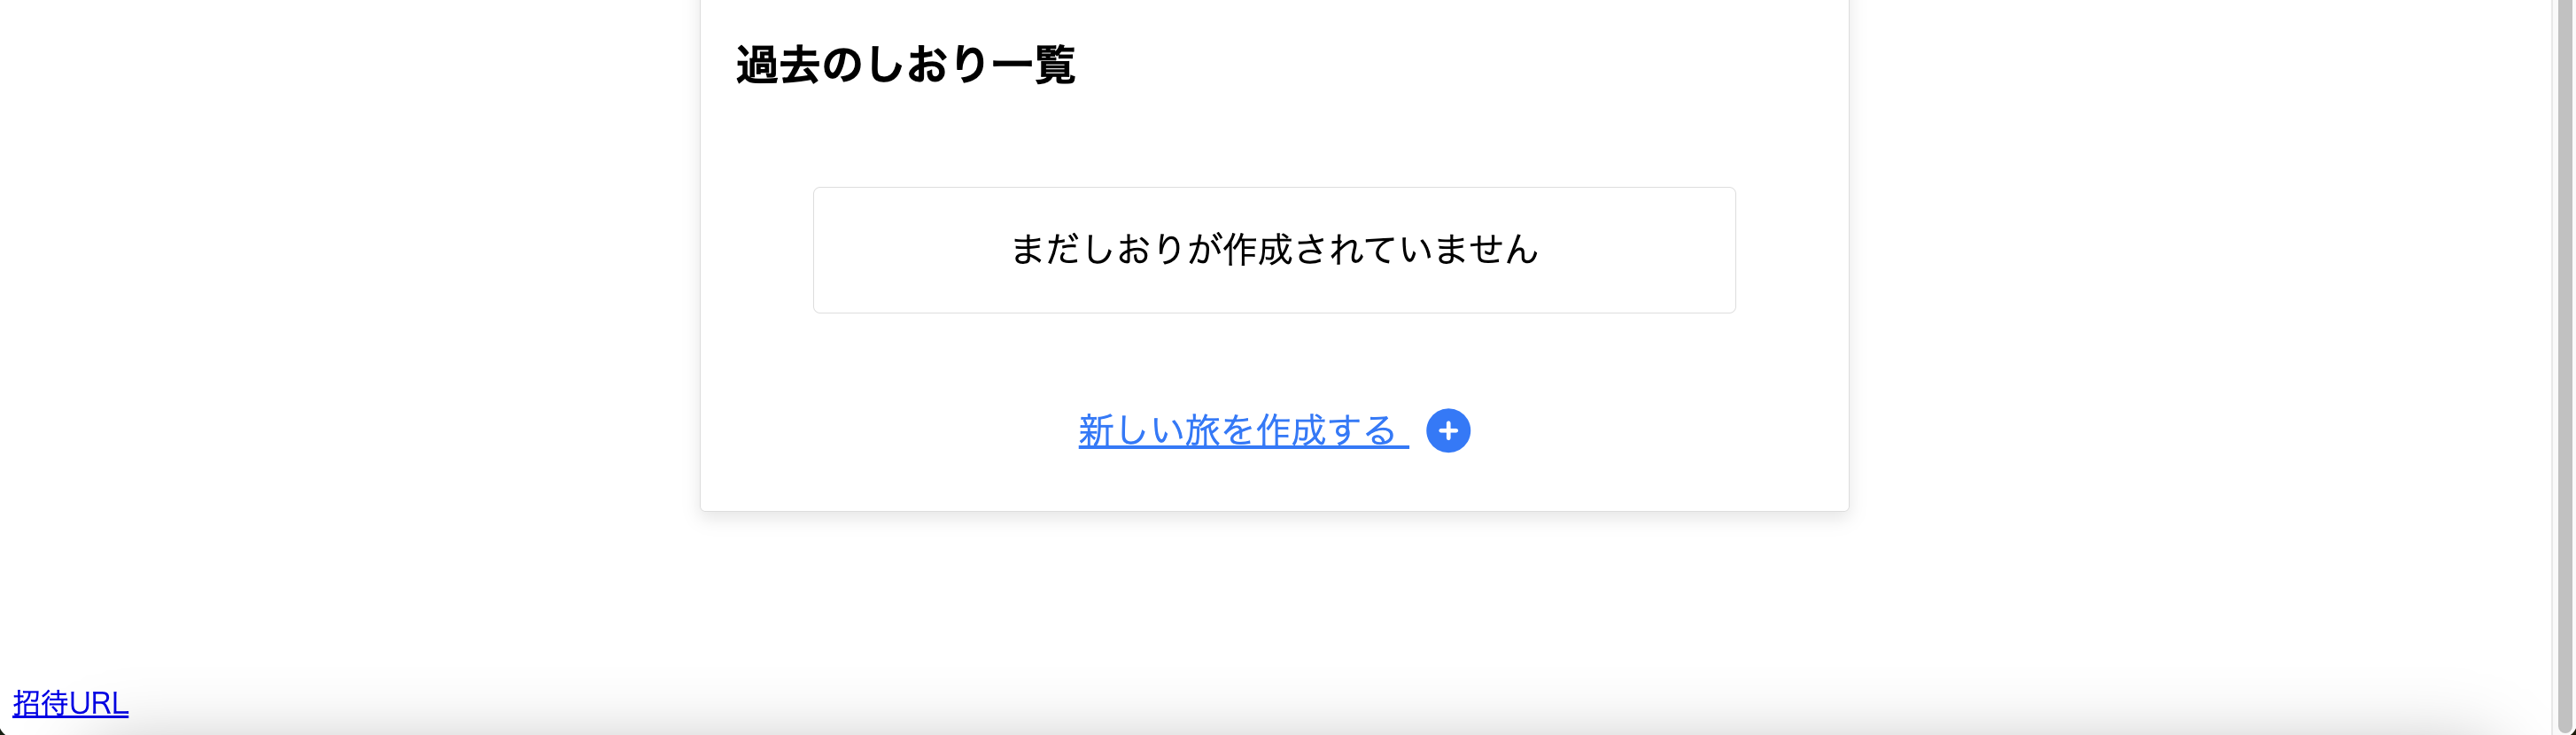 過去のしおり一覧
まだしおりが作成されていません
新しい旅を作成する
招待URL